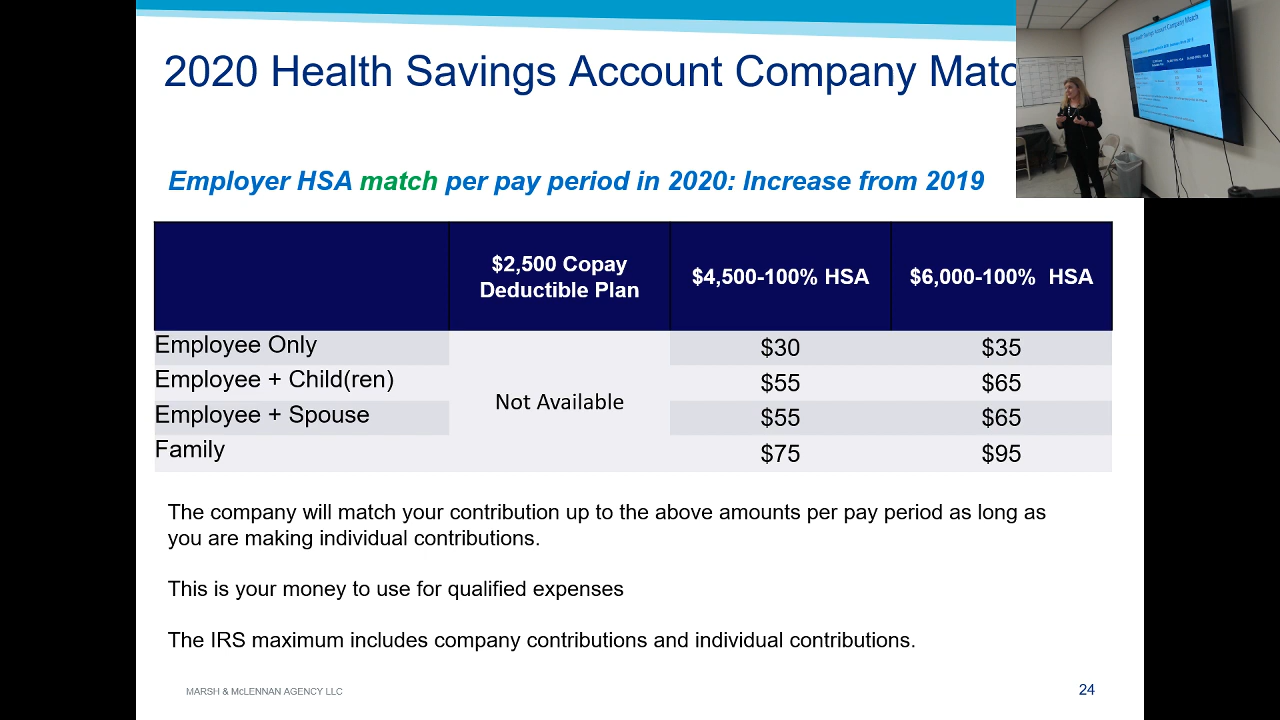 2020 Health Savings Account Company Matc
Employer HSA match per pay period in 2020: Increase from 2019
$2,500 Copay
Deductible Plan
$4,500-100% HSA
$6,000-100% HSA
Employee Only
$30
$35
Employee + Child(ren)
$55
$65
Not Available
Employee + Spouse
$55
$65
Family
$75
$95
The company will match your contribution up to the above amounts per pay period as long as
you are making individual contributions.
This is your money to use for qualified expenses
The IRS maximum includes company contributions and individual contributions.
MARSH & McLENNAN AGENCY LLC
24